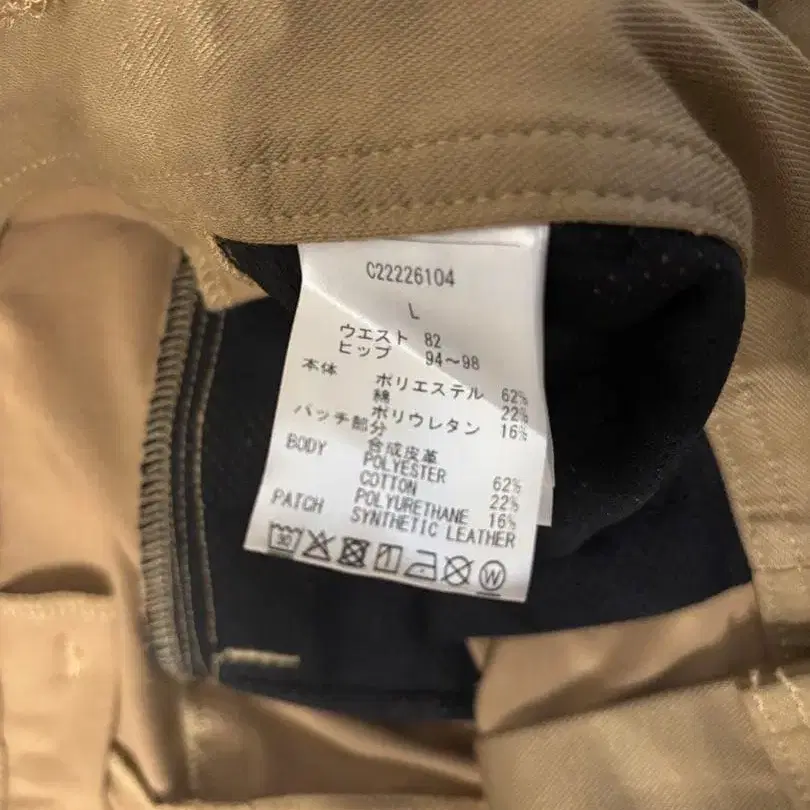 C22226104
L
ウエスト 82
ヒップ 94～98
本体 ポリエステル 62%
綿 22%
ポリウレタン 16%
パッチ部分 合成皮革
BODY POLYESTER 62%
COTTON 22%
POLYURETHANE 16%
PATCH SYNTHETIC LEATHER
30
W